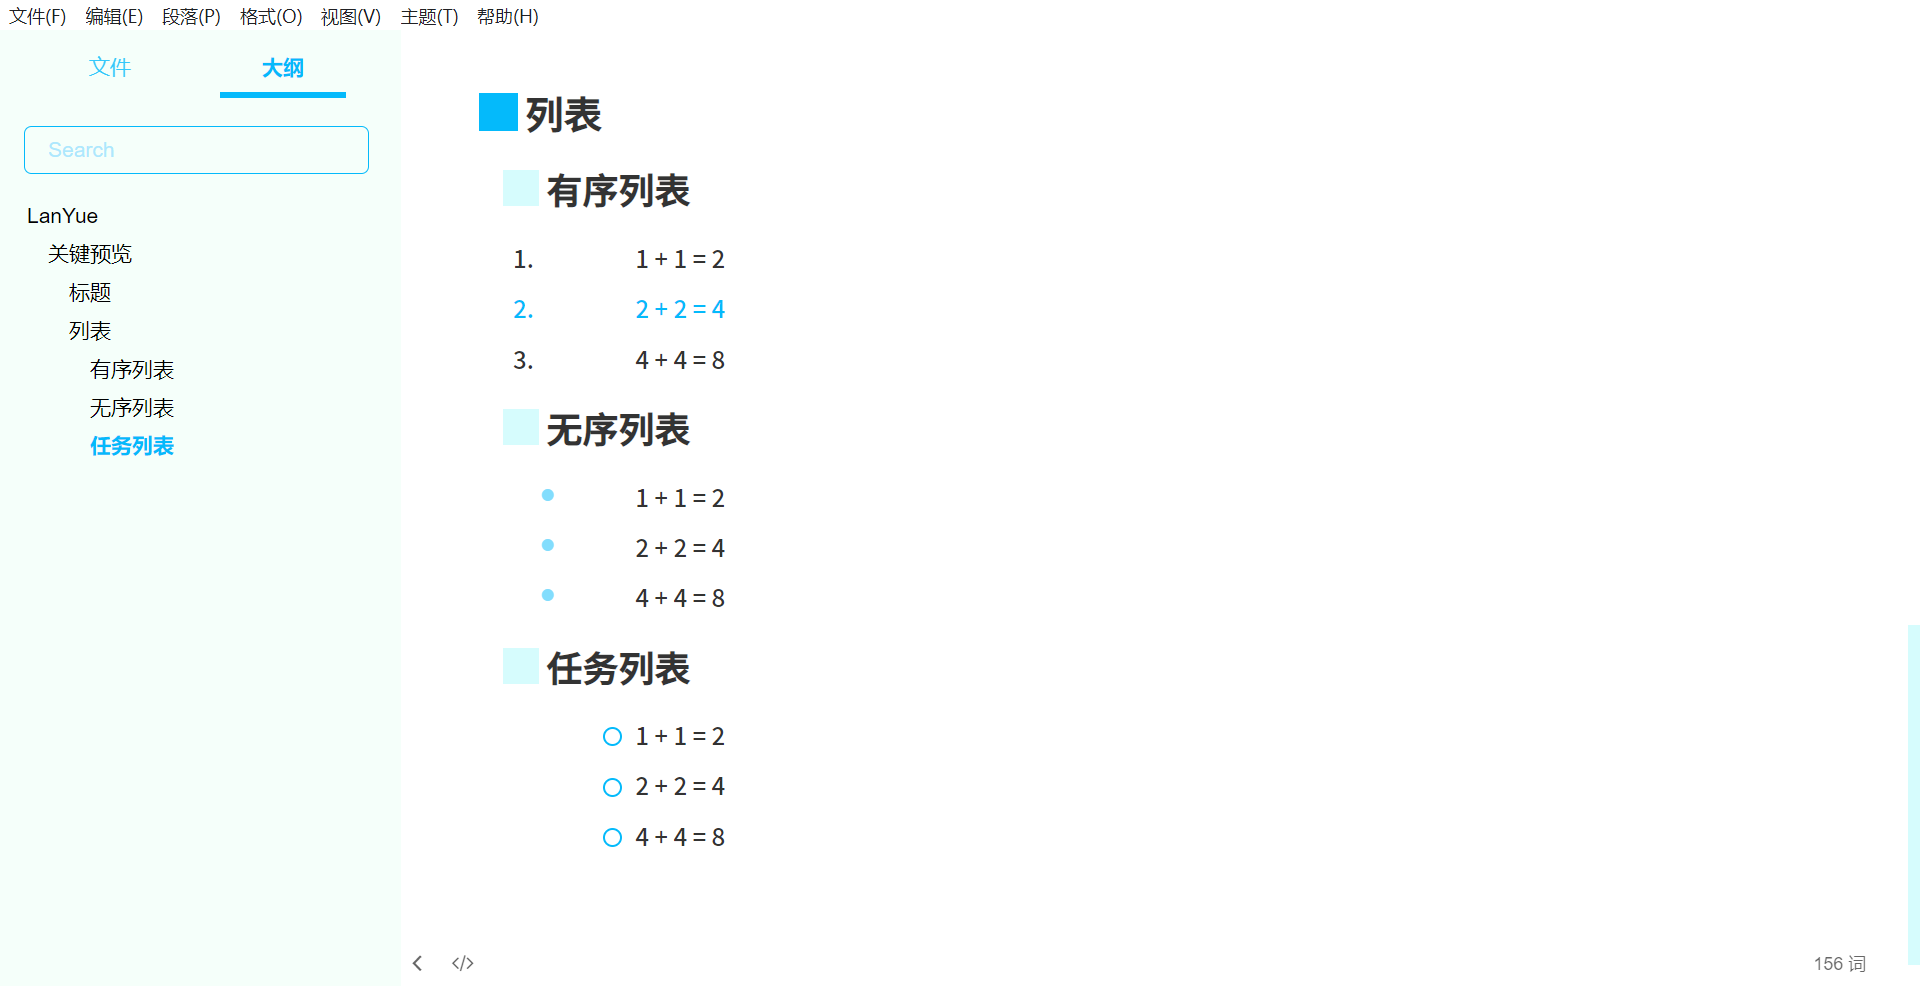 文件(F) 编辑(E) 段落(P) 格式(O) 视图(V) 主题(T) 帮助(H)
文件 大纲
Search
LanYue
关键预览
标题
列表
有序列表
无序列表
任务列表
列表
有序列表
1. 1 + 1 = 2
2. 2 + 2 = 4
3. 4 + 4 = 8
无序列表
1 + 1 = 2
2 + 2 = 4
4 + 4 = 8
任务列表
1 + 1 = 2
2 + 2 = 4
4 + 4 = 8
156 词